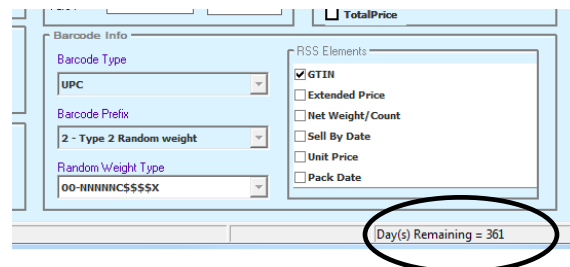 TotalPrice
Barcode Info
Barcode Type
UPC
Barcode Prefix
2 - Type 2 Random weight
Random Weight Type
00-NNNNNC$$$$X
RSS Elements
GTIN
Extended Price
Net Weight/Count
Sell By Date
Unit Price
Pack Date
Day(s) Remaining = 361